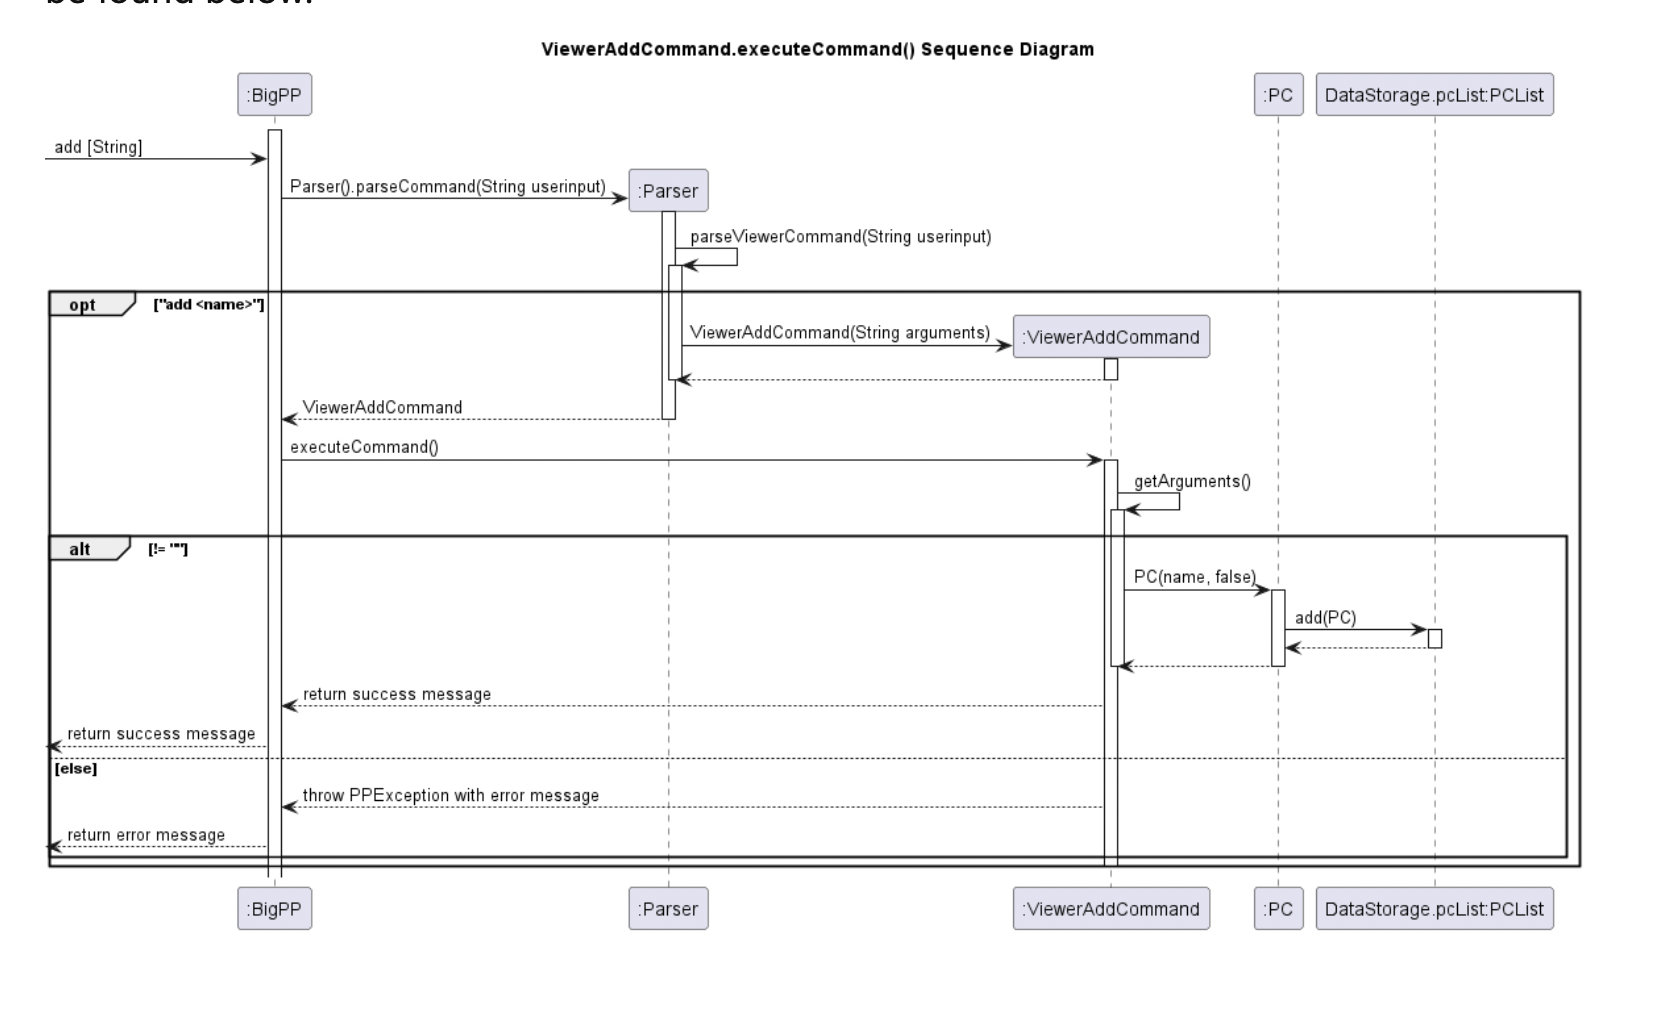 be found below.
ViewerAddCommand.executeCommand() Sequence Diagram
:BigPP
:PC
DataStorage.pcList:PCList
add [String]
Parser().parseCommand(String userinput)
:Parser
parseViewerCommand(String userinput)
opt
["add <name>"]
ViewerAddCommand(String arguments)
:ViewerAddCommand
ViewerAddCommand
executeCommand()
getArguments()
alt
[!= ""]
PC(name, false)
add(PC)
return success message
return success message
[else]
throw PPException with error message
return error message
:BigPP
:Parser
:ViewerAddCommand
:PC
DataStorage.pcList:PCList